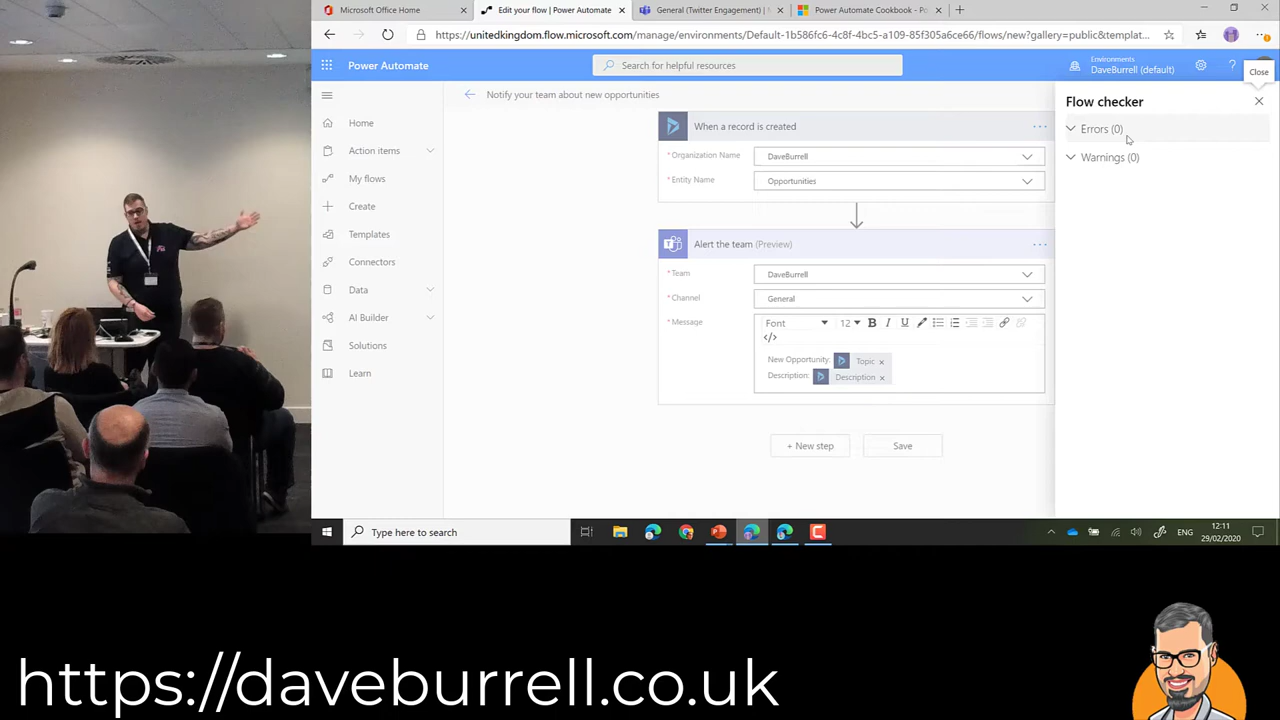 Microsoft Office Home
Edit your flow | Power Automate
General (Twitter Engagement) |
Power Automate Cookbook - Po
https://unitedkingdom.flow.microsoft.com/manage/environments/Default-1b586fc6-4c8f-4bc5-a109-85f305a6ce66/flows/new?gallery=public&templat...
Power Automate
Search for helpful resources
Environments
DaveBurrell (default)
?
Close
Notify your team about new opportunities
Home
Action items
My flows
Create
Templates
Connectors
Data
AI Builder
Solutions
Learn
When a record is created
* Organization Name
DaveBurrell
* Entity Name
Opportunities
Alert the team (Preview)
* Team
DaveBurrell
* Channel
General
* Message
Font
12
B I U
</>
New Opportunity: Topic ×
Description: Description ×
+ New step
Save
Flow checker
Errors (0)
Warnings (0)
Type here to search
ENG
12:11
29/02/2020
https://daveburrell.co.uk